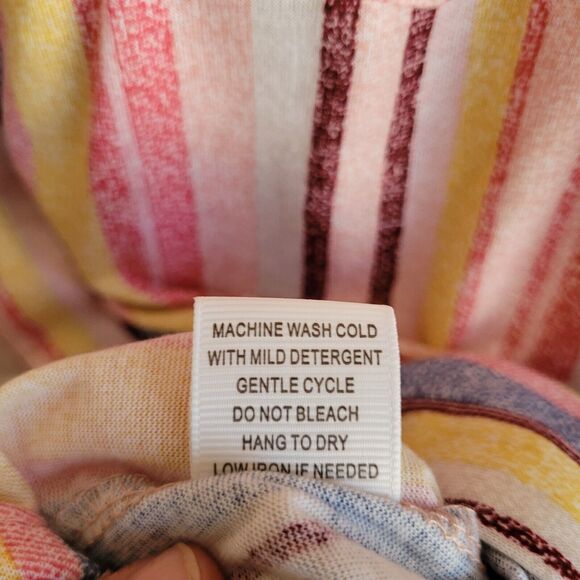 MACHINE WASH COLD
WITH MILD DETERGENT
GENTLE CYCLE
DO NOT BLEACH
HANG TO DRY
LOW IRON IF NEEDED